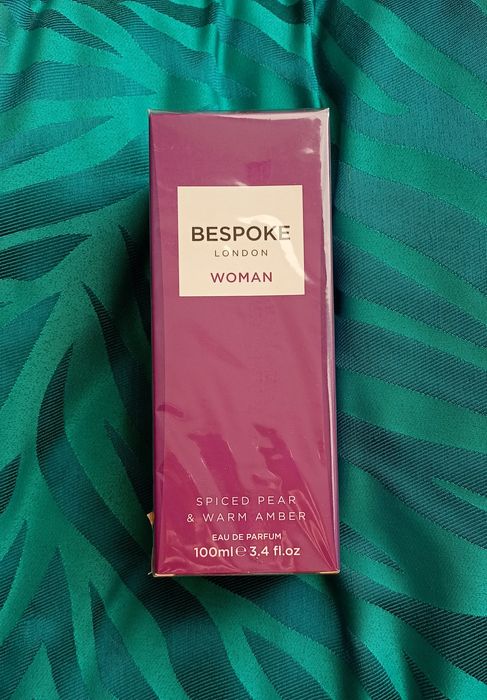 BESPOKE
LONDON
WOMAN
SPICED PEAR
& WARM AMBER
EAU DE PARFUM
100ml℮ 3.4 fl.oz